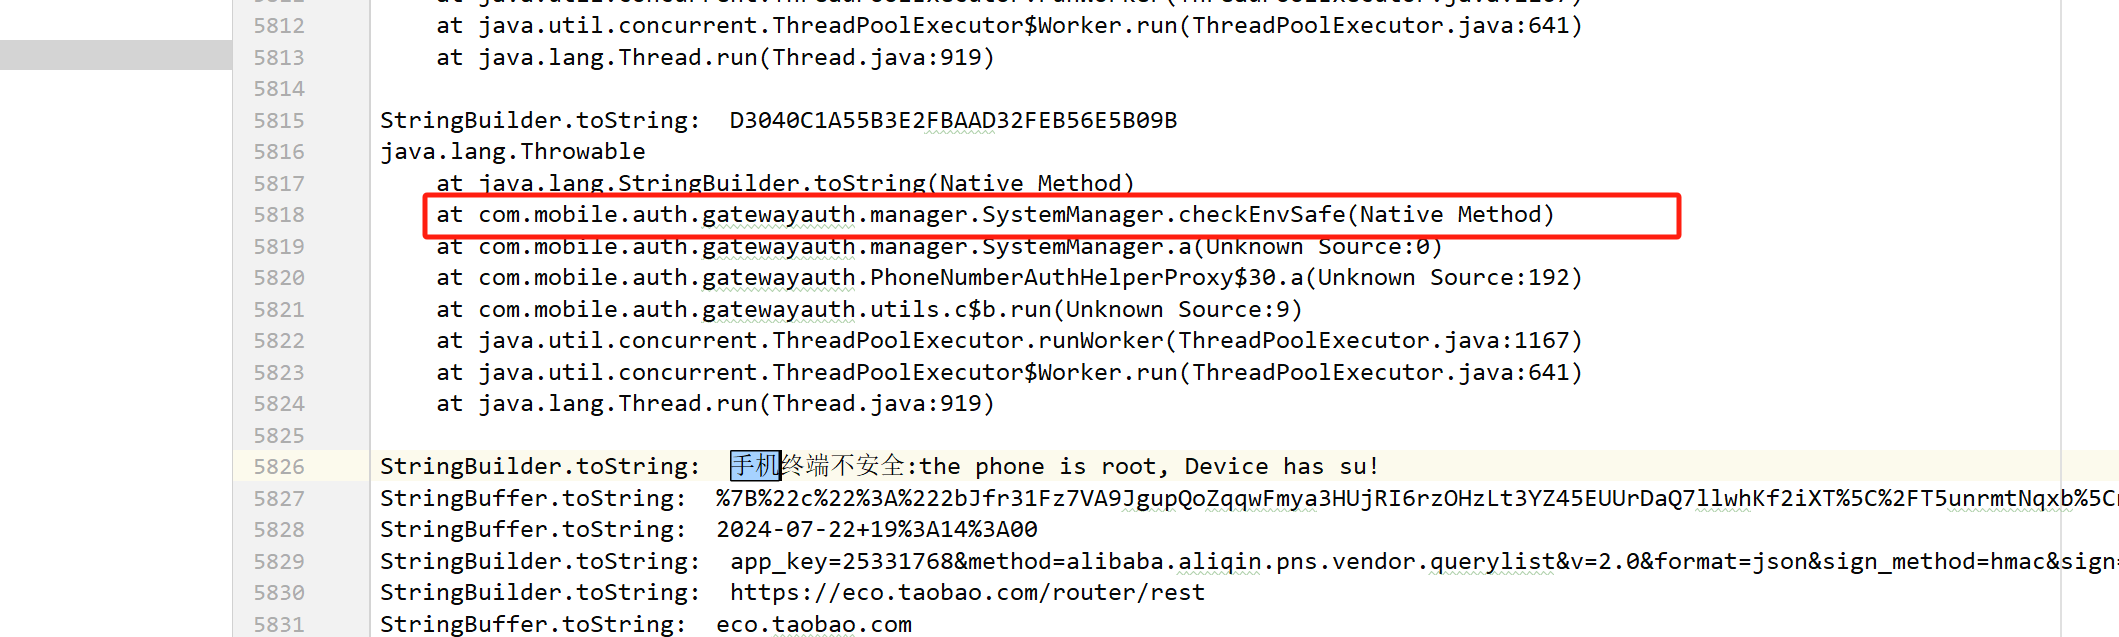 5812 at java.util.concurrent.ThreadPoolExecutor$Worker.run(ThreadPoolExecutor.java:641)
5813 at java.lang.Thread.run(Thread.java:919)
5814
5815 StringBuilder.toString: D3040C1A55B3E2FBAAD32FEB56E5B09B
5816 java.lang.Throwable
5817 at java.lang.StringBuilder.toString(Native Method)
5818 at com.mobile.auth.gatewayauth.manager.SystemManager.checkEnvSafe(Native Method)
5819 at com.mobile.auth.gatewayauth.manager.SystemManager.a(Unknown Source:0)
5820 at com.mobile.auth.gatewayauth.PhoneNumberAuthHelperProxy$30.a(Unknown Source:192)
5821 at com.mobile.auth.gatewayauth.utils.c$b.run(Unknown Source:9)
5822 at java.util.concurrent.ThreadPoolExecutor.runWorker(ThreadPoolExecutor.java:1167)
5823 at java.util.concurrent.ThreadPoolExecutor$Worker.run(ThreadPoolExecutor.java:641)
5824 at java.lang.Thread.run(Thread.java:919)
5825
5826 StringBuilder.toString: 手机终端不安全:the phone is root, Device has su!
5827 StringBuffer.toString: %7B%22c%22%3A%222bJfr31Fz7VA9JgupQoZqqwFmya3HUjRI6rzOHzLt3YZ45EUUrDaQ7llwhKf2iXT%5C%2FT5unrmtNqxb%5C
5828 StringBuffer.toString: 2024-07-22+19%3A14%3A00
5829 StringBuilder.toString: app_key=25331768&method=alibaba.aliqin.pns.vendor.querylist&v=2.0&format=json&sign_method=hmac&sign=
5830 StringBuilder.toString: https://eco.taobao.com/router/rest
5831 StringBuffer.toString: eco.taobao.com